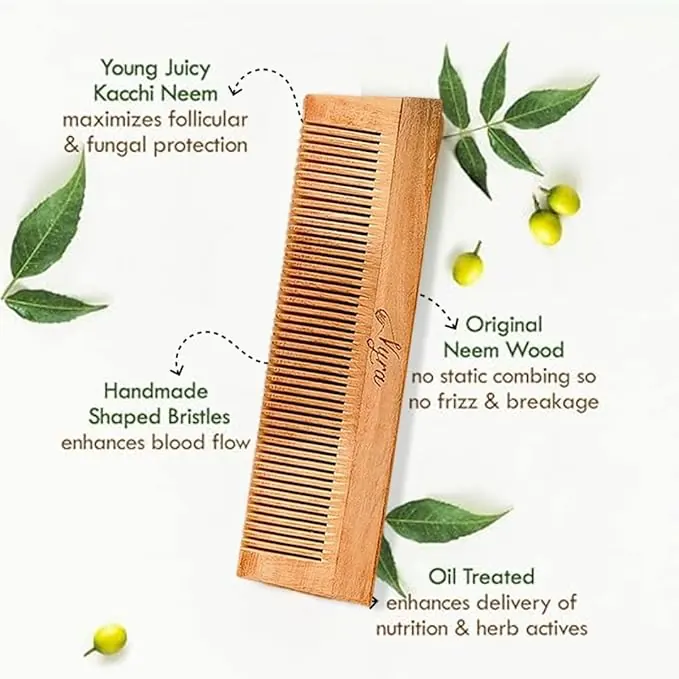 Young Juicy
Kacchi Neem
maximizes follicular
& fungal protection
Original
Neem Wood
no static combing so
no frizz & breakage
Vyra
Handmade
Shaped Bristles
enhances blood flow
Oil Treated
enhances delivery of
nutrition & herb actives